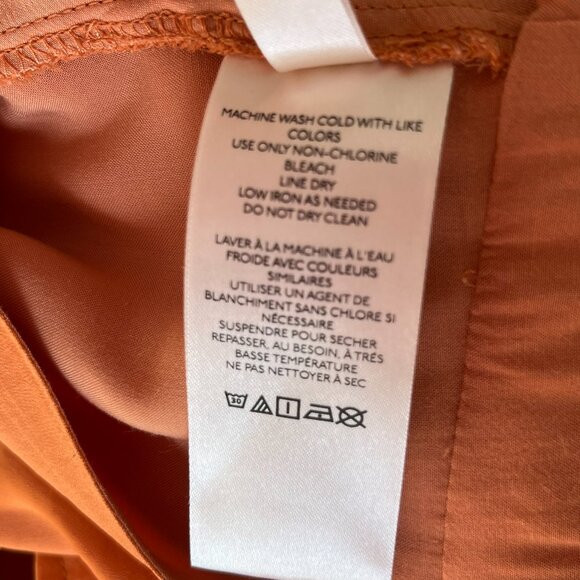 MACHINE WASH COLD WITH LIKE
COLORS
USE ONLY NON-CHLORINE
BLEACH
LINE DRY
LOW IRON AS NEEDED
DO NOT DRY CLEAN
LAVER À LA MACHINE À L'EAU
FROIDE AVEC COULEURS
SIMILAIRES
UTILISER UN AGENT DE
BLANCHIMENT SANS CHLORE SI
NÉCESSAIRE
SUSPENDRE POUR SECHER
REPASSER, AU BESOIN, À TRÉS
BASSE TEMPÉRATURE
NE PAS NETTOYER À SEC
30